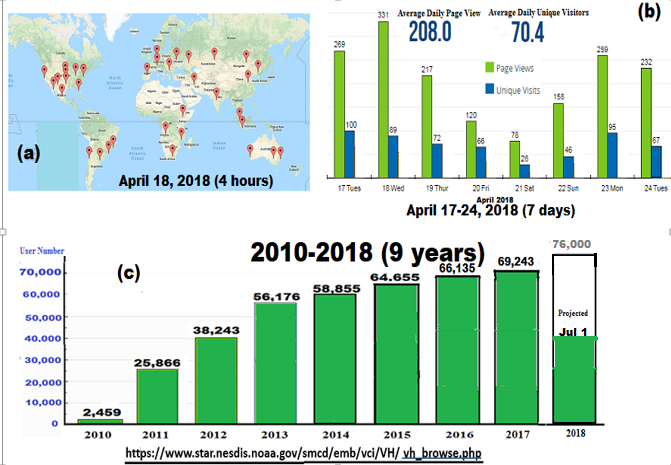 (a)
April 18, 2018 (4 hours)
(b)
Average Daily Page View
208.0
Average Daily Unique Visitors
70.4
Page Views
Unique Visits
269
100
331
89
217
72
120
66
78
28
158
46
259
95
232
67
17 Tues
18 Wed
19 Thur
20 Fri
21 Sat
22 Sun
23 Mon
24 Tues
April 2018
April 17-24, 2018 (7 days)
User Number
(c)
2010-2018 (9 years)
70,000
60,000
50,000
40,000
30,000
20,000
10,000
0
2,459
25,866
38,243
56,176
58,855
64.655
66,135
69,243
76,000
Projected
Jul 1
2010
2011
2012
2013
2014
2015
2016
2017
2018
https://www.star.nesdis.noaa.gov/smcd/emb/vci/VH/ vh_browse.php